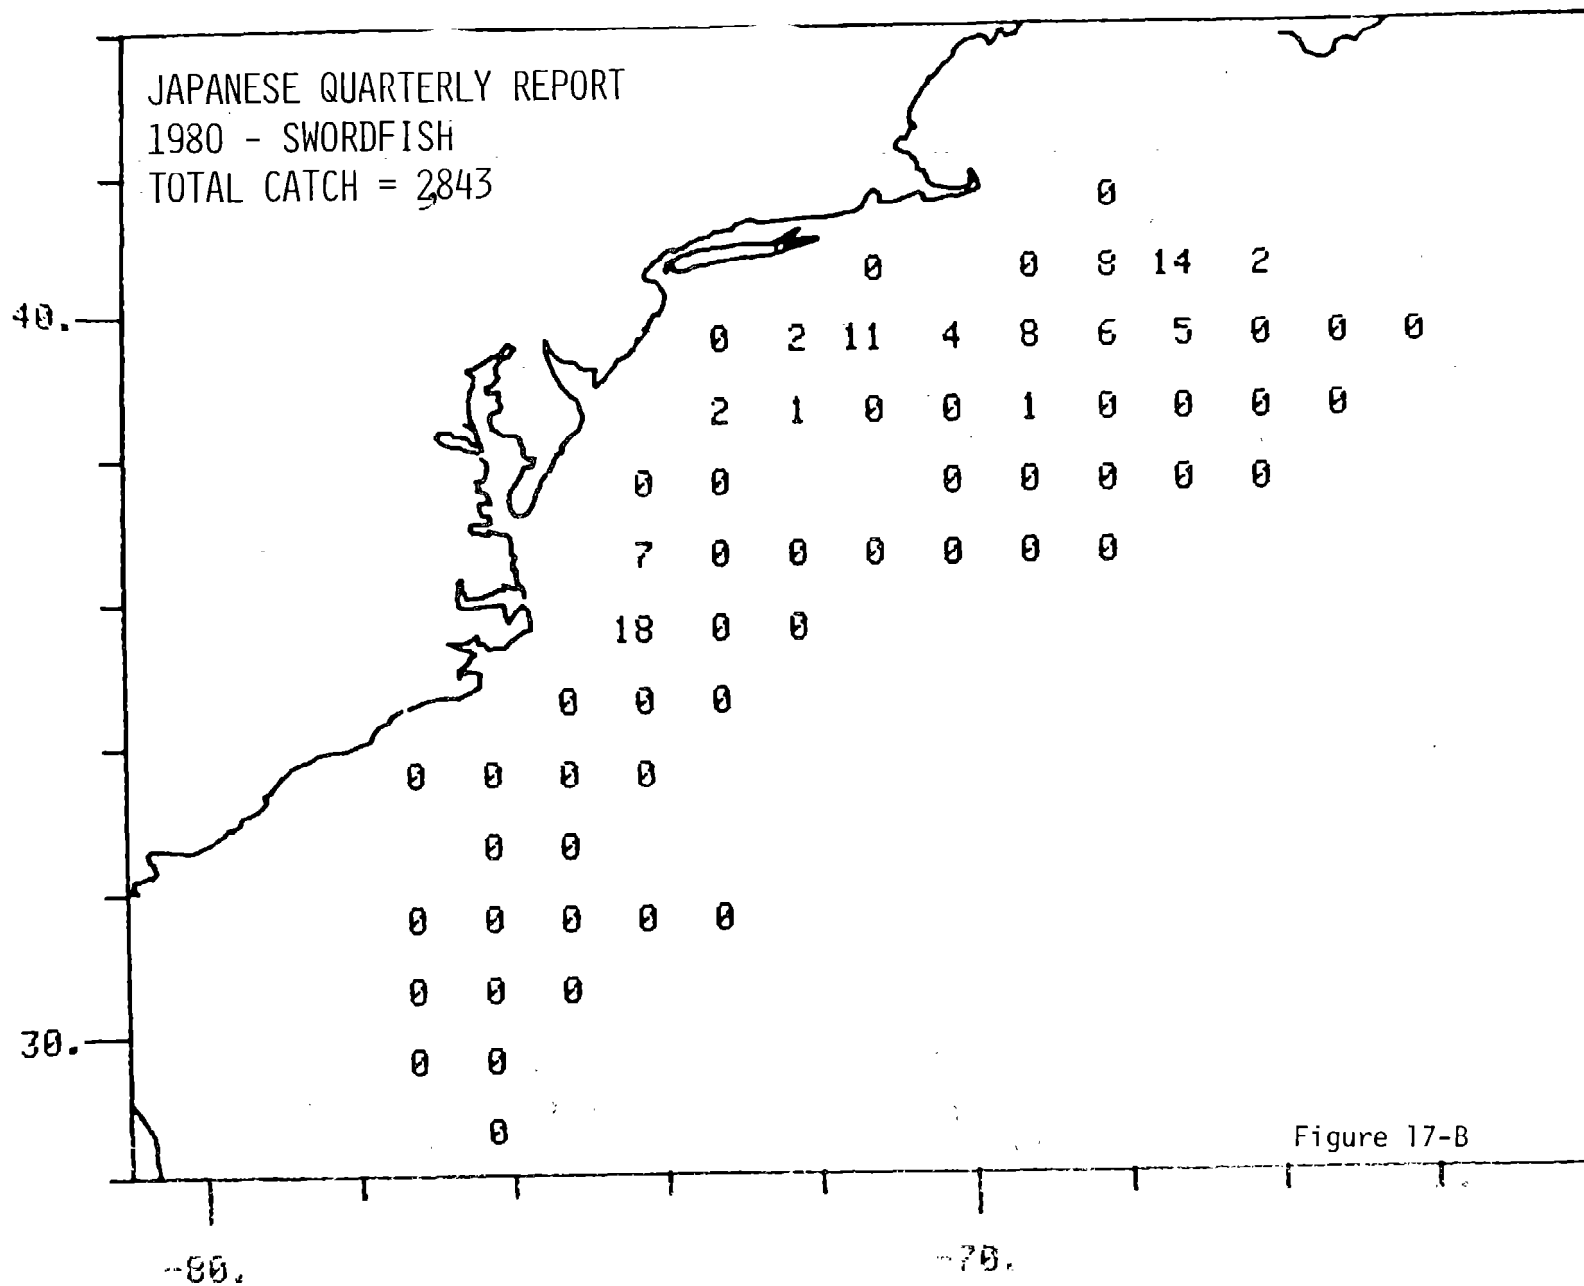 JAPANESE QUARTERLY REPORT
1980 - SWORDFISH
TOTAL CATCH = 2,843
0
0 0 8 14 2
40.
0 2 11 4 8 6 5 0 0 0
2 1 0 0 1 0 0 0 0
0 0 0 0 0 0 0
7 0 0 0 0 0 0
18 0 0
0 0 0
0 0 0 0
0 0
0 0 0 0 0
0 0 0
30.
0 0
0
Figure 17-B
-80.
-70.